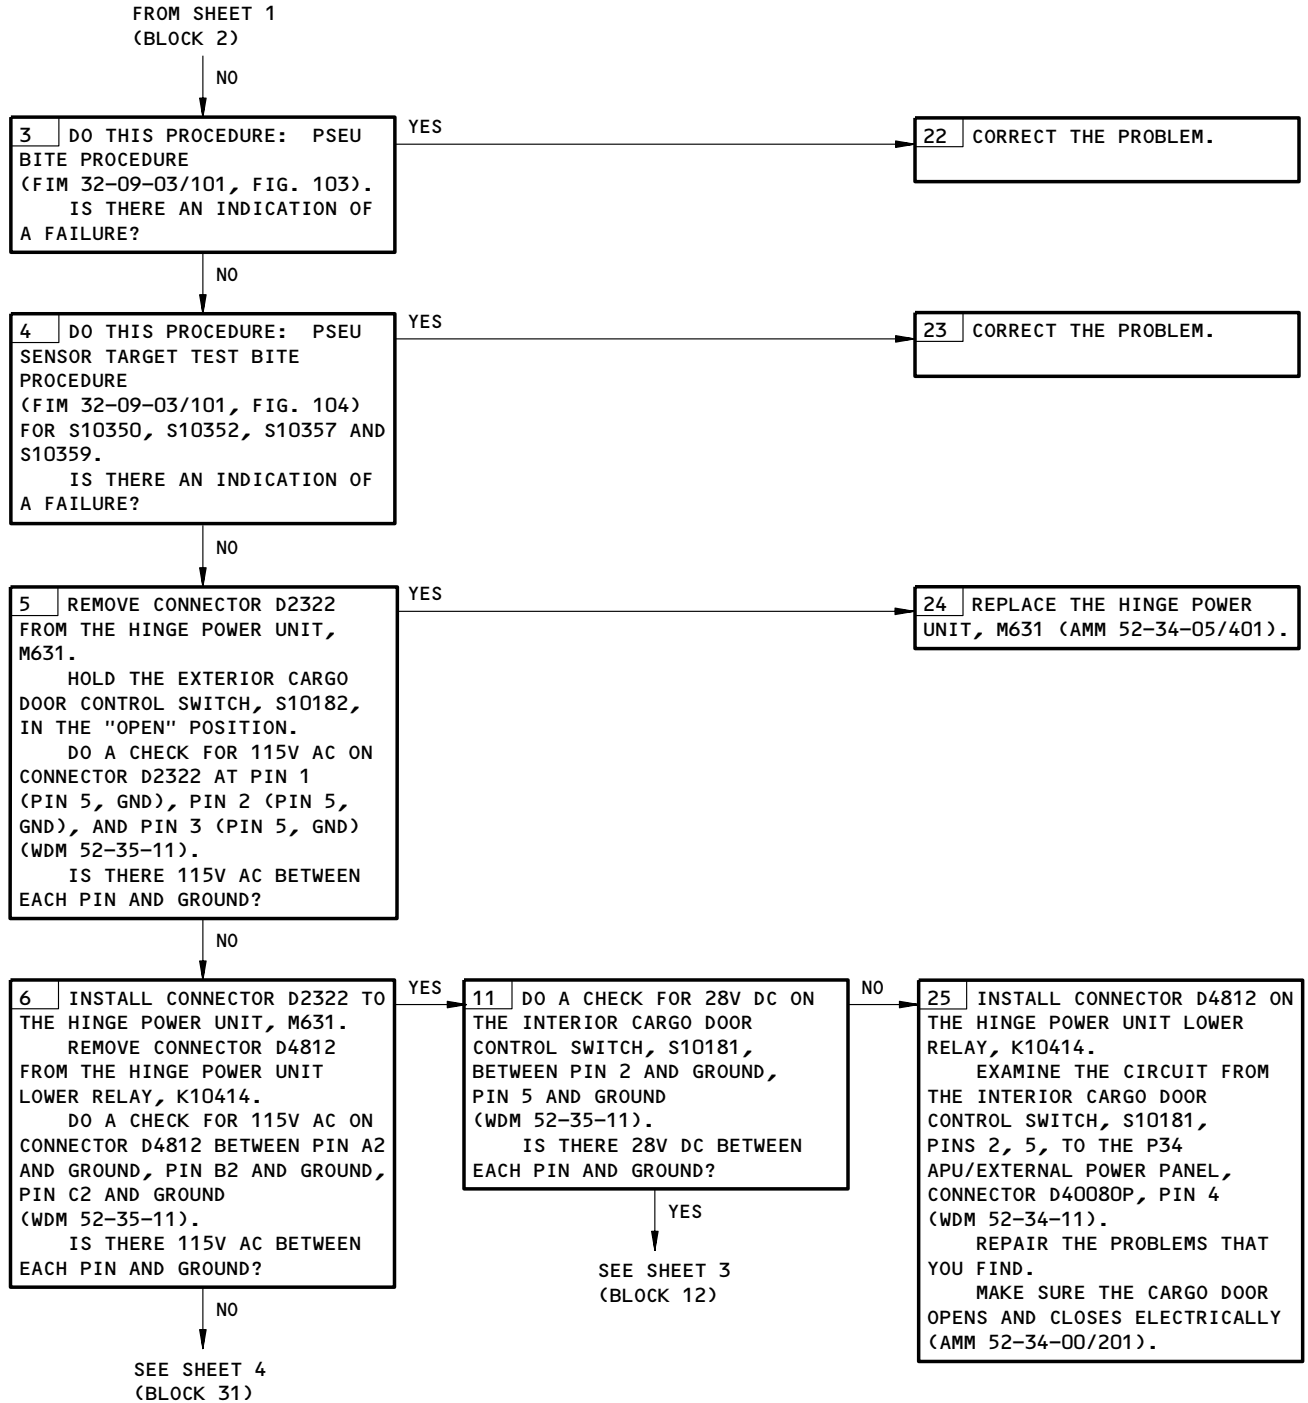 FROM SHEET 1
(BLOCK 2)
NO
3 DO THIS PROCEDURE: PSEU
BITE PROCEDURE
(FIM 32-09-03/101, FIG. 103).
IS THERE AN INDICATION OF
A FAILURE?
YES
22 CORRECT THE PROBLEM.
NO
4 DO THIS PROCEDURE: PSEU
SENSOR TARGET TEST BITE
PROCEDURE
(FIM 32-09-03/101, FIG. 104)
FOR S10350, S10352, S10357 AND
S10359.
IS THERE AN INDICATION OF
A FAILURE?
YES
23 CORRECT THE PROBLEM.
NO
5 REMOVE CONNECTOR D2322
FROM THE HINGE POWER UNIT,
M631.
HOLD THE EXTERIOR CARGO
DOOR CONTROL SWITCH, S10182,
IN THE "OPEN" POSITION.
DO A CHECK FOR 115V AC ON
CONNECTOR D2322 AT PIN 1
(PIN 5, GND), PIN 2 (PIN 5,
GND), AND PIN 3 (PIN 5, GND)
(WDM 52-35-11).
IS THERE 115V AC BETWEEN
EACH PIN AND GROUND?
YES
24 REPLACE THE HINGE POWER
UNIT, M631 (AMM 52-34-05/401).
NO
6 INSTALL CONNECTOR D2322 TO
THE HINGE POWER UNIT, M631.
REMOVE CONNECTOR D4812
FROM THE HINGE POWER UNIT
LOWER RELAY, K10414.
DO A CHECK FOR 115V AC ON
CONNECTOR D4812 BETWEEN PIN A2
AND GROUND, PIN B2 AND GROUND,
PIN C2 AND GROUND
(WDM 52-35-11).
IS THERE 115V AC BETWEEN
EACH PIN AND GROUND?
YES
11 DO A CHECK FOR 28V DC ON
THE INTERIOR CARGO DOOR
CONTROL SWITCH, S10181,
BETWEEN PIN 2 AND GROUND,
PIN 5 AND GROUND
(WDM 52-35-11).
IS THERE 28V DC BETWEEN
EACH PIN AND GROUND?
NO
25 INSTALL CONNECTOR D4812 ON
THE HINGE POWER UNIT LOWER
RELAY, K10414.
EXAMINE THE CIRCUIT FROM
THE INTERIOR CARGO DOOR
CONTROL SWITCH, S10181,
PINS 2, 5, TO THE P34
APU/EXTERNAL POWER PANEL,
CONNECTOR D40080P, PIN 4
(WDM 52-34-11).
REPAIR THE PROBLEMS THAT
YOU FIND.
MAKE SURE THE CARGO DOOR
OPENS AND CLOSES ELECTRICALLY
(AMM 52-34-00/201).
YES
SEE SHEET 3
(BLOCK 12)
NO
SEE SHEET 4
(BLOCK 31)